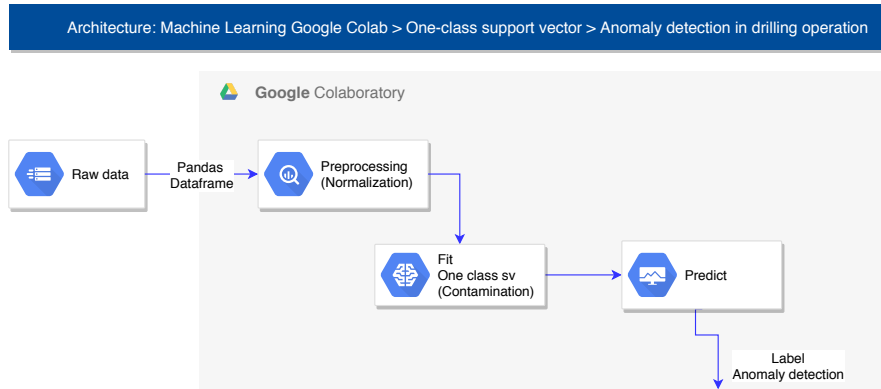 Architecture: Machine Learning Google Colab > One-class support vector > Anomaly detection in drilling operation
Google Colaboratory
Raw data
Pandas
Dataframe
Preprocessing
(Normalization)
Fit
One class sv
(Contamination)
Predict
Label
Anomaly detection